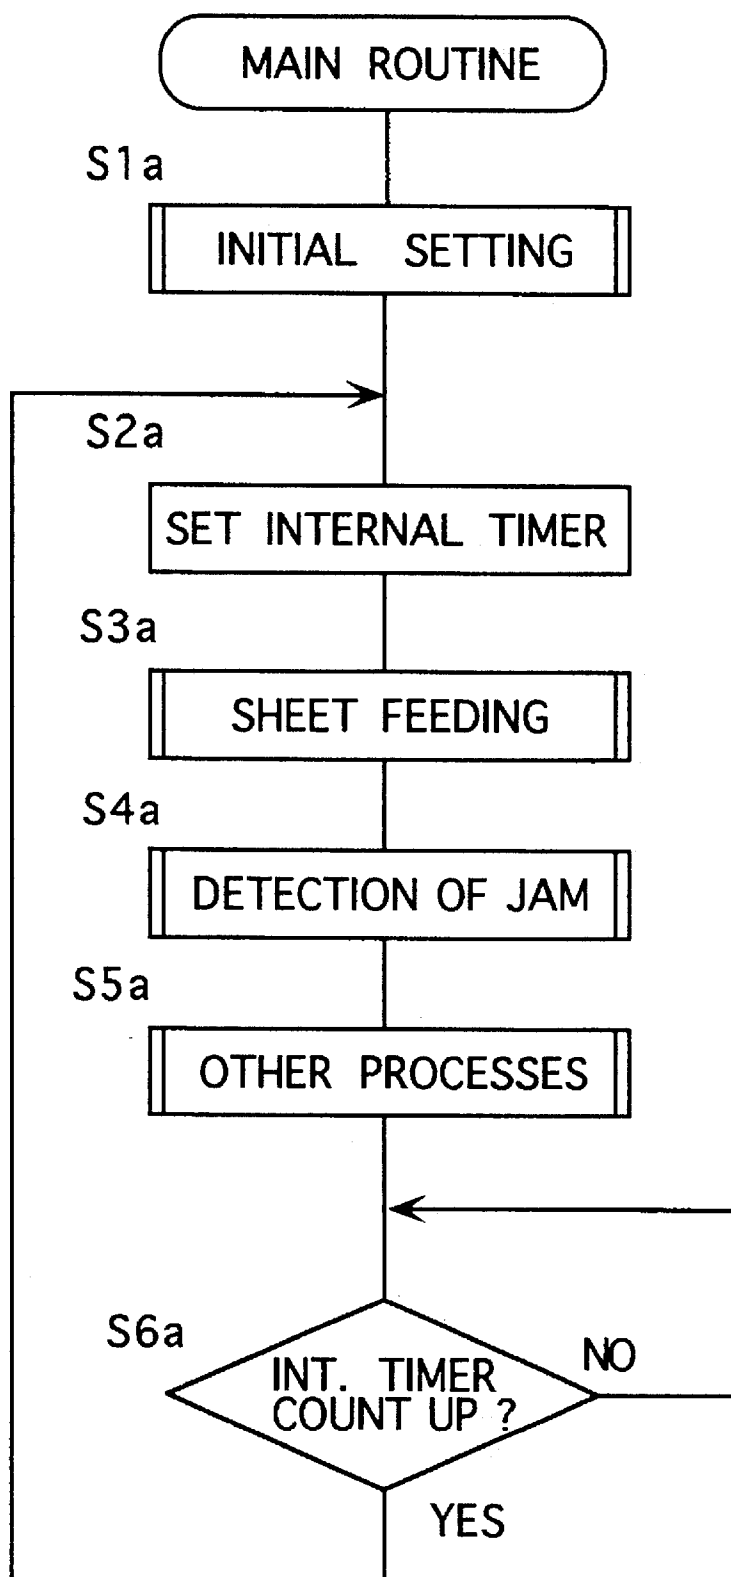 MAIN ROUTINE
S1a
INITIAL SETTING
S2a
SET INTERNAL TIMER
S3a
SHEET FEEDING
S4a
DETECTION OF JAM
S5a
OTHER PROCESSES
S6a
INT. TIMER
COUNT UP ?
NO
YES